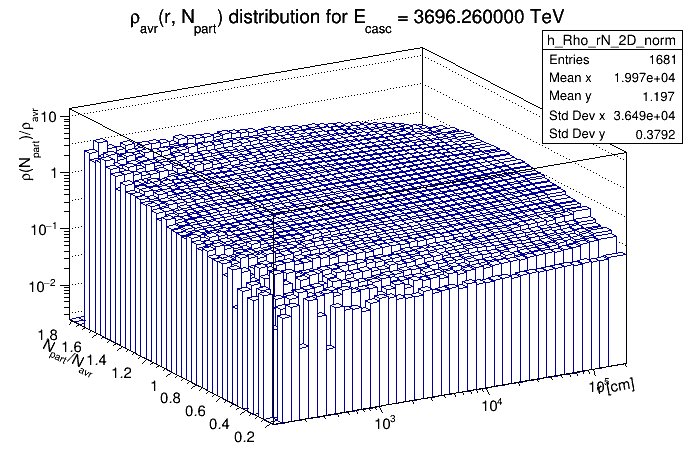 ρavr(r, Npart) distribution for Ecasc = 3696.260000 TeV
h_Rho_rN_2D_norm
Entries 1681
Mean x 1.997e+04
Mean y 1.197
Std Dev x 3.649e+04
Std Dev y 0.3792
ρ(Npart)/ρavr
10
1
10−1
10−2
1.8
1.6
1.4
1.2
1
0.8
0.6
0.4
0.2
Npart/Navr
103
104
105
[cm]